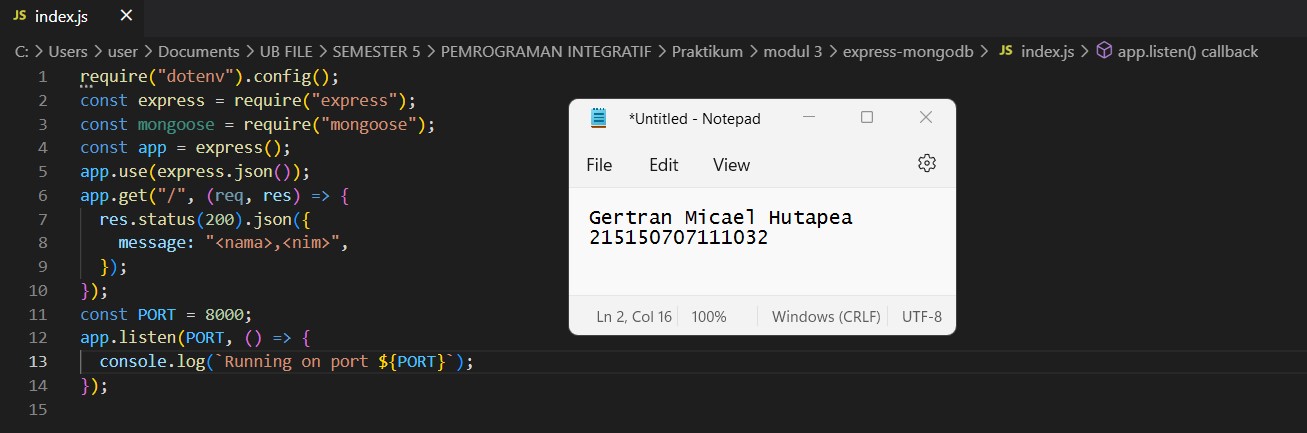 JS index.js ×
C: > Users > user > Documents > UB FILE > SEMESTER 5 > PEMROGRAMAN INTEGRATIF > Praktikum > modul 3 > express-mongodb > JS index.js > app.listen() callback
1 require("dotenv").config();
2 const express = require("express");
3 const mongoose = require("mongoose");
4 const app = express();
5 app.use(express.json());
6 app.get("/", (req, res) => {
7 res.status(200).json({
8 message: "<nama>,<nim>",
9 });
10 });
11 const PORT = 8000;
12 app.listen(PORT, () => {
13 console.log(`Running on port ${PORT}`);
14 });
15
*Untitled - Notepad
File Edit View
Gertran Micael Hutapea
215150707111032
Ln 2, Col 16 100% Windows (CRLF) UTF-8